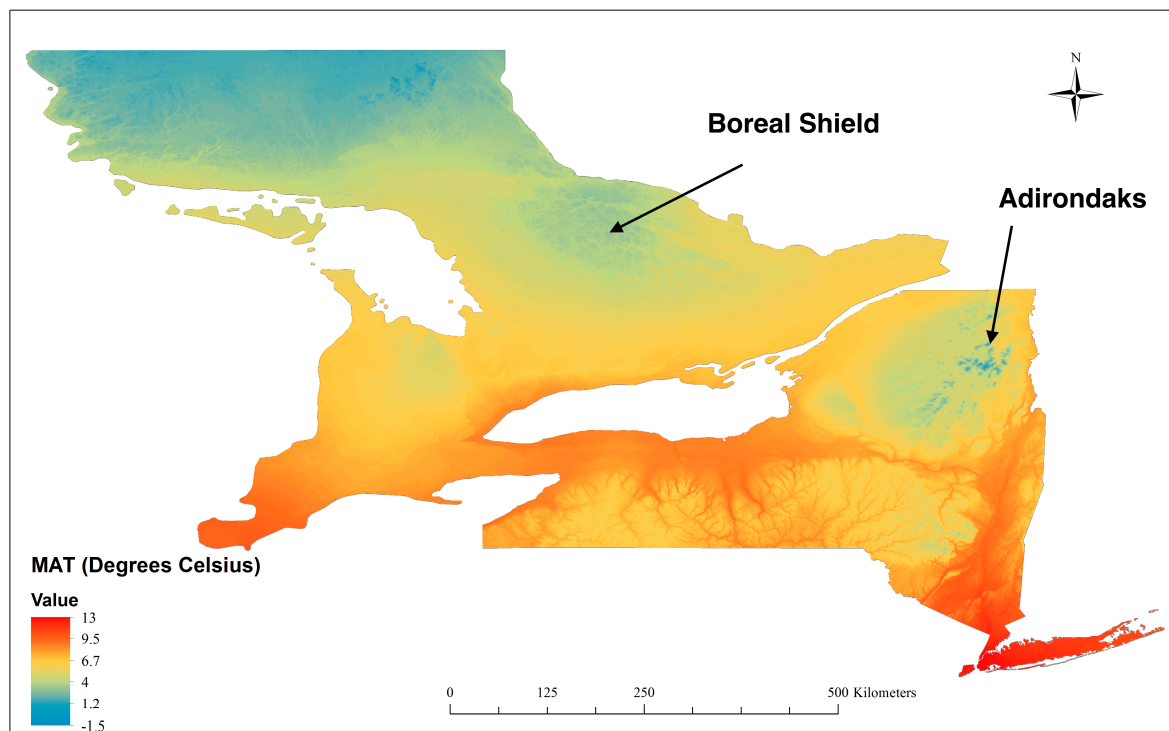 N
Boreal Shield
Adirondaks
MAT (Degrees Celsius)
Value
13
9.5
6.7
4
1.2
-1.5
0 125 250 500 Kilometers